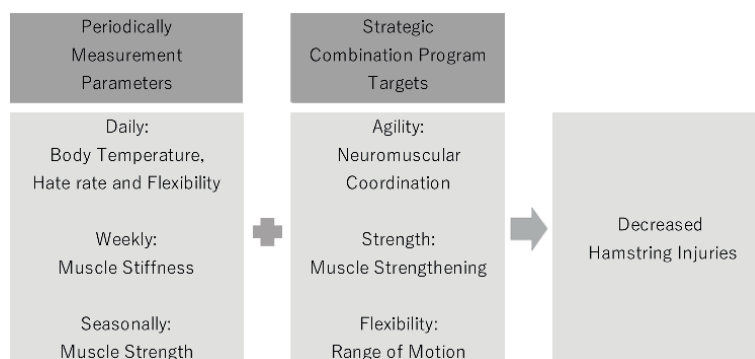 Periodically
Measurement
Parameters
Daily:
Body Temperature,
Hate rate and Flexibility
Weekly:
Muscle Stiffness
Seasonally:
Muscle Strength
Strategic
Combination Program
Targets
Agility:
Neuromuscular
Coordination
Strength:
Muscle Strengthening
Flexibility:
Range of Motion
Decreased
Hamstring Injuries